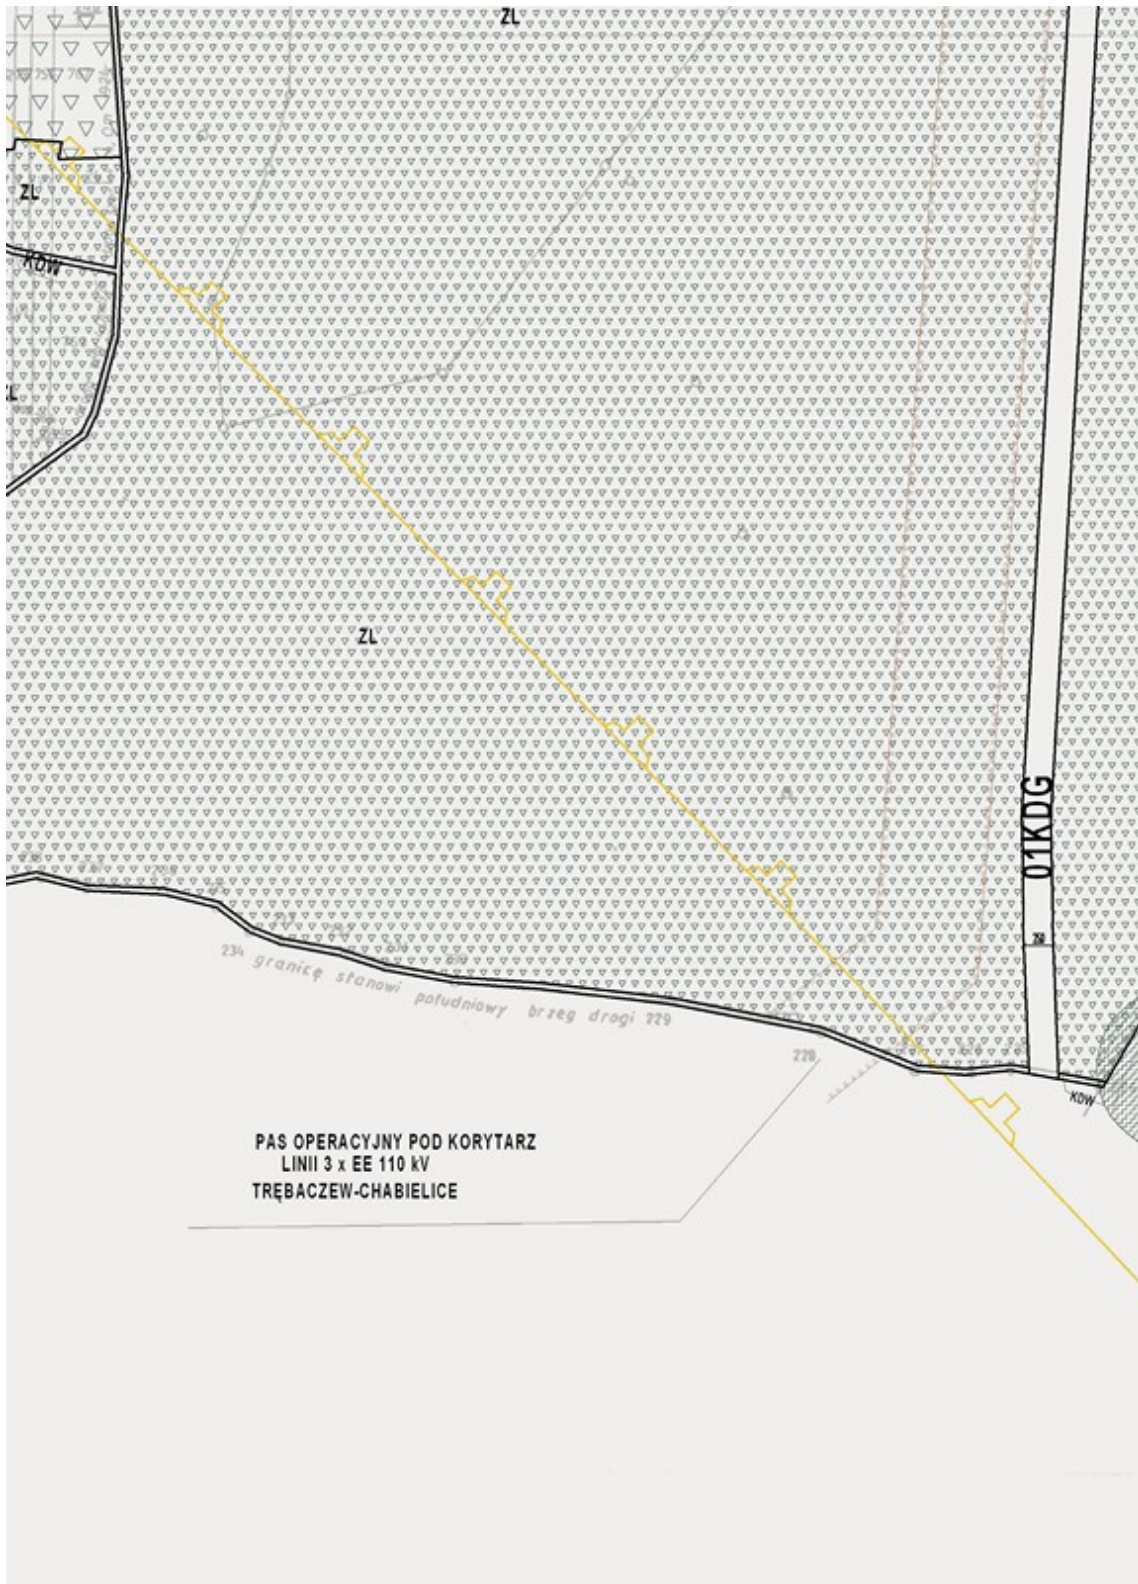 ZL
ZL
KDW
ZL
01KDG
234 granicę stanowi południowy brzeg drogi 229
228
KDW
PAS OPERACYJNY POD KORYTARZ
LINII 3 x EE 110 kV
TRĘBACZEW-CHABIELICE